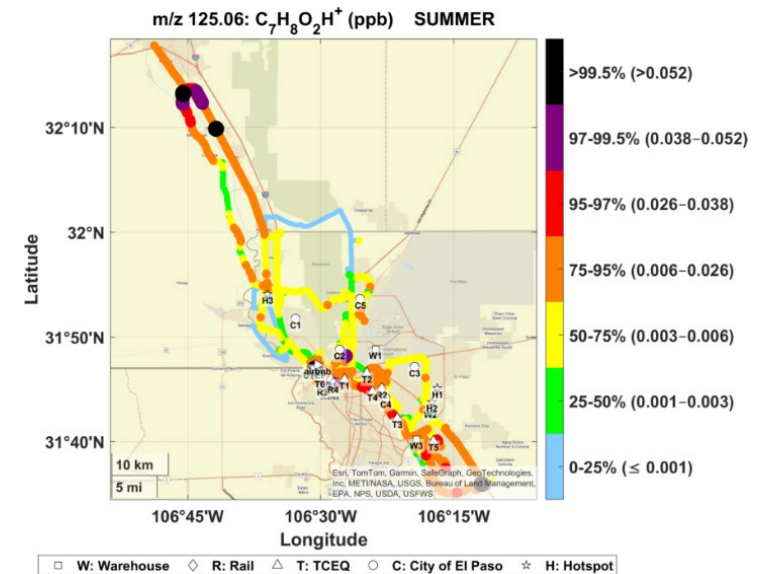 m/z 125.06: C₇H₈O₂H⁺ (ppb) SUMMER
>99.5% (>0.052)
97-99.5% (0.038−0.052)
95-97% (0.026−0.038)
75-95% (0.006−0.026)
50-75% (0.003−0.006)
25-50% (0.001−0.003)
0-25% (≤ 0.001)
Latitude
32°10'N
32°N
31°50'N
31°40'N
H3
C1
C5
C2
W1
C3
airbnb
T6
R4
T1
T2
T4
R2
C4
H1
H2
W2
T3
W3
T5
10 km
5 mi
Esri, TomTom, Garmin, SafeGraph, GeoTechnologies,
Inc, METI/NASA, USGS, Bureau of Land Management,
EPA, NPS, USDA, USFWS
106°45'W
106°30'W
106°15'W
Longitude
W: Warehouse R: Rail T: TCEQ C: City of El Paso H: Hotspot